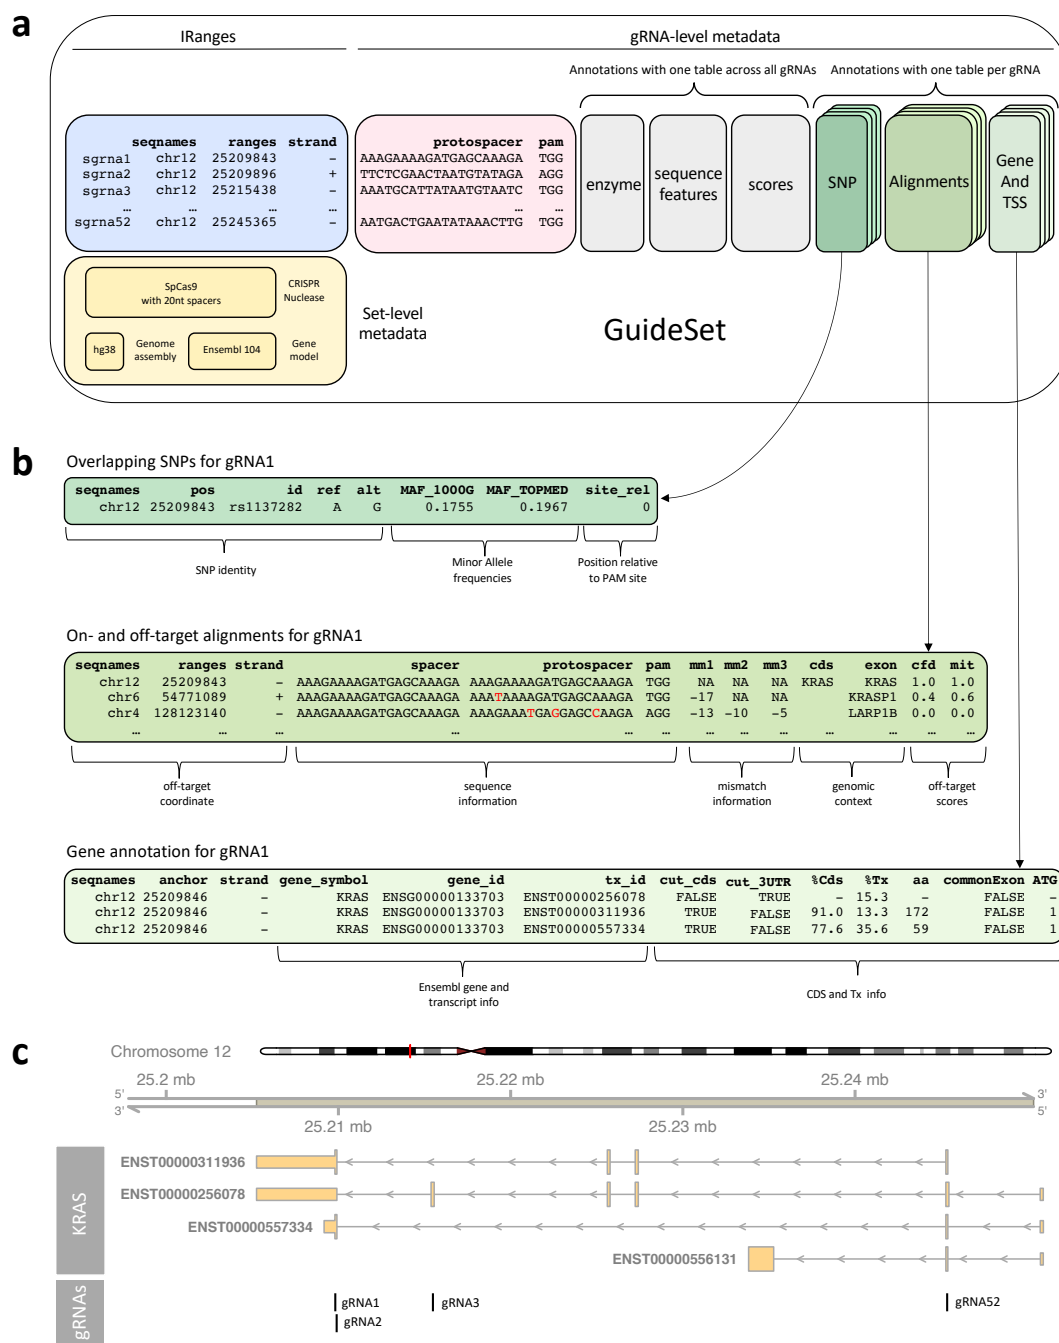 a
IRanges
gRNA-level metadata
Annotations with one table across all gRNAs
Annotations with one table per gRNA
seqnames ranges strand
sgrna1 chr12 25209843 −
sgrna2 chr12 25209896 +
sgrna3 chr12 25215438 −
… … … …
sgrna52 chr12 25245365 −
protospacer pam
AAAGAAAAGATGAGCAAAGA TGG
TTCTCGAACTAATGTATAGA AGG
AAATGCATTATAATGTAATC TGG
… …
AATGACTGAATATAAACTTG TGG
enzyme
sequence
features
scores
SNP
Alignments
Gene
And
TSS
SpCas9
with 20nt spacers
CRISPR
Nuclease
hg38
Genome
assembly
Ensembl 104
Gene
model
Set-level
metadata
GuideSet
b
Overlapping SNPs for gRNA1
seqnames pos id ref alt MAF_1000G MAF_TOPMED site_rel
chr12 25209843 rs1137282 A G 0.1755 0.1967 0
SNP identity
Minor Allele
frequencies
Position relative
to PAM site
On- and off-target alignments for gRNA1
seqnames ranges strand spacer protospacer pam mm1 mm2 mm3 cds exon cfd mit
chr12 25209843 − AAAGAAAAGATGAGCAAAGA AAAGAAAAGATGAGCAAAGA TGG NA NA NA KRAS KRAS 1.0 1.0
chr6 54771089 + AAAGAAAAGATGAGCAAAGA AAATAAAAGATGAGCAAAGA TGG −17 NA NA KRASP1 0.4 0.6
chr4 128123140 − AAAGAAAAGATGAGCAAAGA AAAGAAATGAGGAGCCAAGA AGG −13 −10 −5 LARP1B 0.0 0.0
… … … … … … … … … … … …
off-target
coordinate
sequence
information
mismatch
information
genomic
context
off-target
scores
Gene annotation for gRNA1
seqnames anchor strand gene_symbol gene_id tx_id cut_cds cut_3UTR %Cds %Tx aa commonExon ATG
chr12 25209846 − KRAS ENSG00000133703 ENST00000256078 FALSE TRUE − 15.3 − FALSE −
chr12 25209846 − KRAS ENSG00000133703 ENST00000311936 TRUE FALSE 91.0 13.3 172 FALSE 1
chr12 25209846 − KRAS ENSG00000133703 ENST00000557334 TRUE FALSE 77.6 35.6 59 FALSE 1
Ensembl gene and
transcript info
CDS and Tx info
c
Chromosome 12
25.2 mb 25.22 mb 25.24 mb
5' 3'
3' 5'
25.21 mb 25.23 mb
KRAS
ENST00000311936
ENST00000256078
ENST00000557334
ENST00000556131
gRNAs
gRNA1 gRNA3 gRNA52
gRNA2